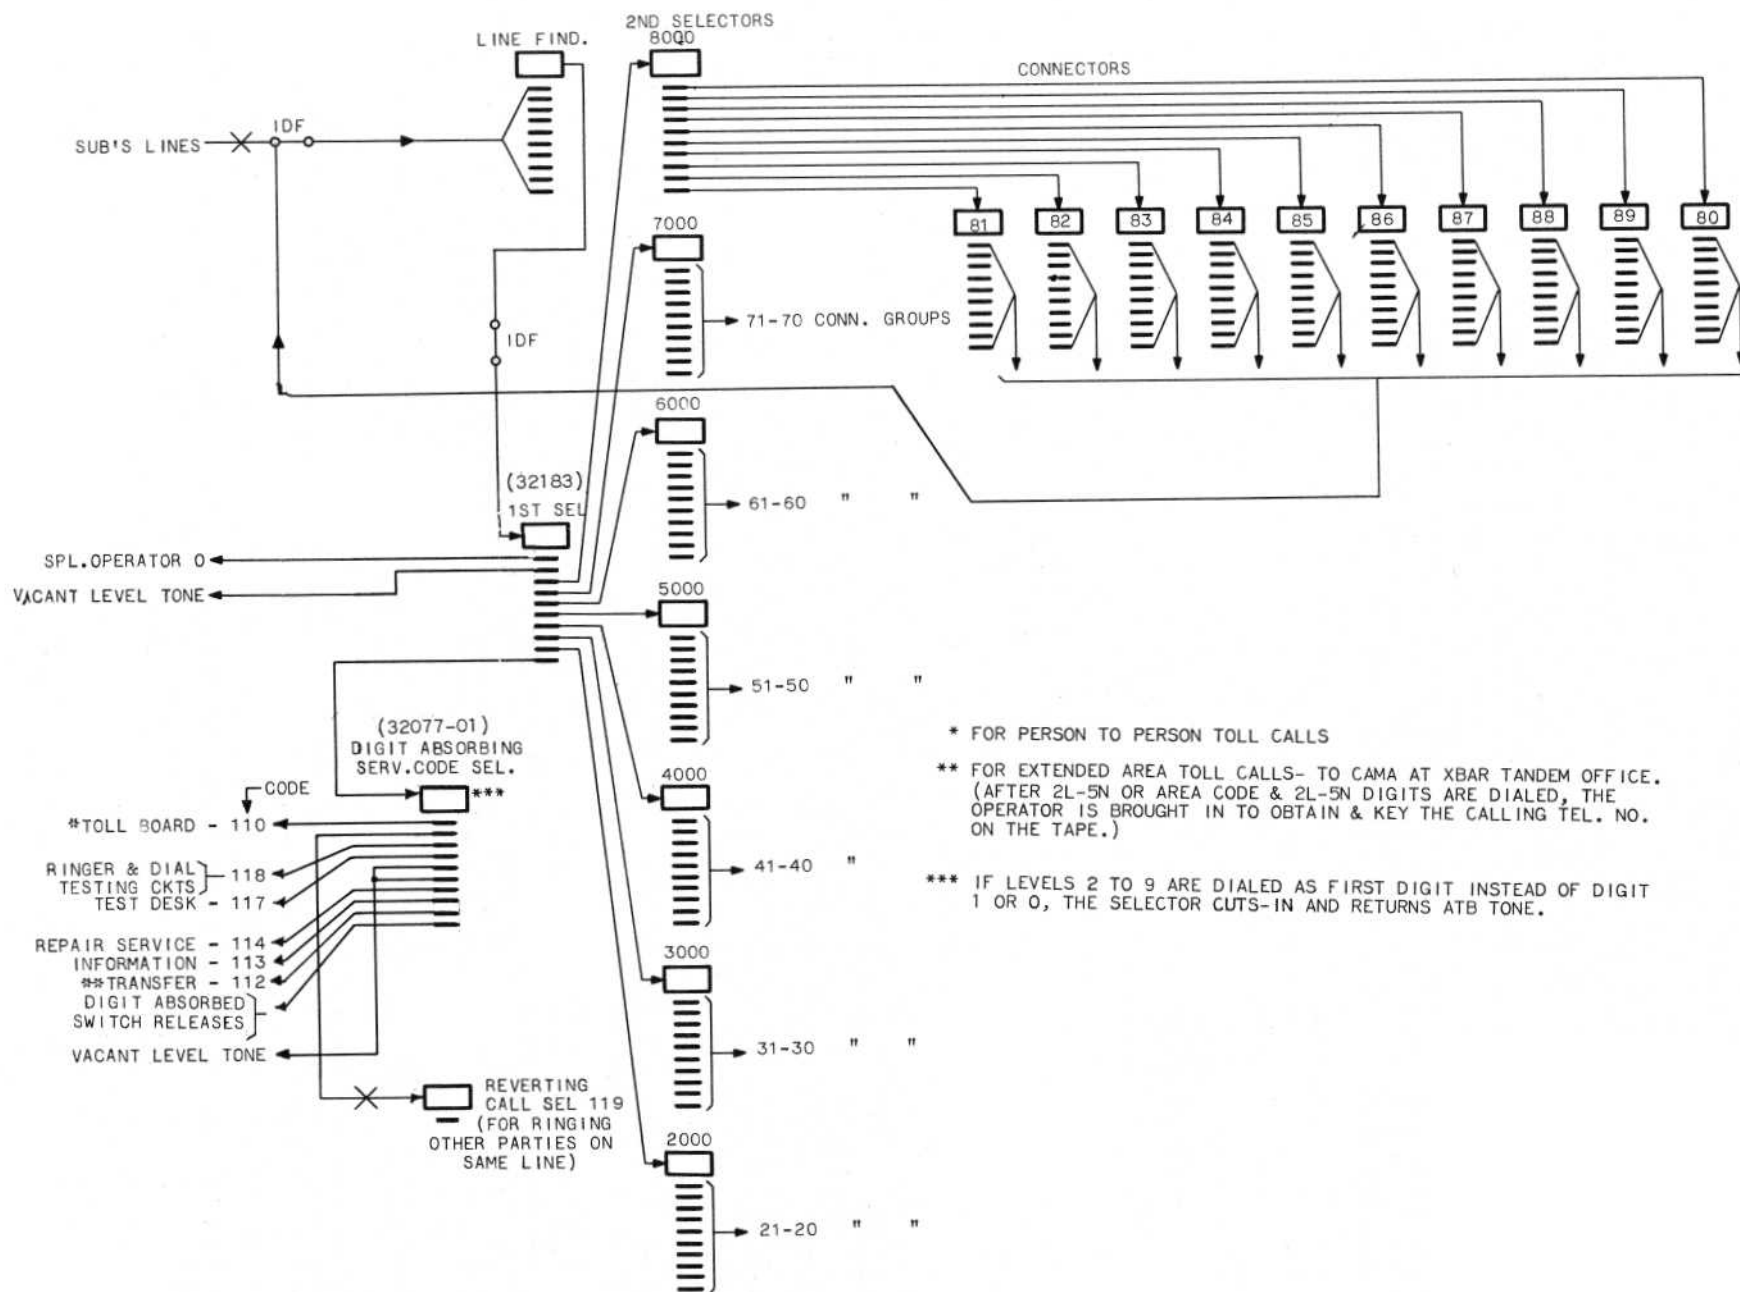 2ND SELECTORS
LINE FIND.
8000
CONNECTORS
IDF
SUB'S LINES
81
82
83
84
85
86
87
88
89
80
7000
71-70 CONN. GROUPS
IDF
6000
(32183)
1ST SEL
61-60 " "
SPL.OPERATOR 0
VACANT LEVEL TONE
5000
51-50 " "
(32077-01)
DIGIT ABSORBING
SERV.CODE SEL.
CODE
***
4000
41-40 "
*TOLL BOARD - 110
RINGER & DIAL
TESTING CKTS - 118
TEST DESK - 117
REPAIR SERVICE - 114
INFORMATION - 113
**TRANSFER - 112
DIGIT ABSORBED
SWITCH RELEASES
VACANT LEVEL TONE
3000
31-30 " "
REVERTING
CALL SEL 119
(FOR RINGING
OTHER PARTIES ON
SAME LINE)
2000
21-20 " "
* FOR PERSON TO PERSON TOLL CALLS
** FOR EXTENDED AREA TOLL CALLS- TO CAMA AT XBAR TANDEM OFFICE.
(AFTER 2L-5N OR AREA CODE & 2L-5N DIGITS ARE DIALED, THE
OPERATOR IS BROUGHT IN TO OBTAIN & KEY THE CALLING TEL. NO.
ON THE TAPE.)
*** IF LEVELS 2 TO 9 ARE DIALED AS FIRST DIGIT INSTEAD OF DIGIT
1 OR 0, THE SELECTOR CUTS-IN AND RETURNS ATB TONE.